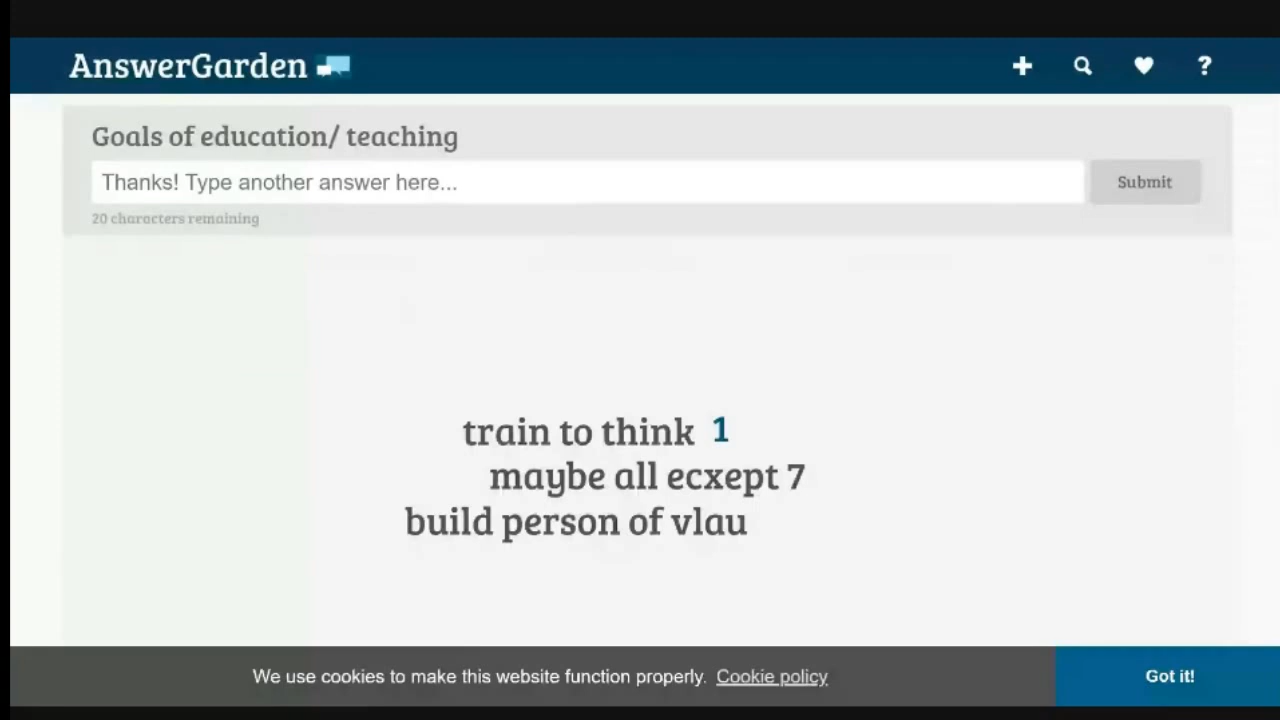 AnswerGarden
Goals of education/ teaching
Thanks! Type another answer here...
Submit
20 characters remaining
train to think 1
maybe all ecxept 7
build person of vlau
We use cookies to make this website function properly. Cookie policy
Got it!